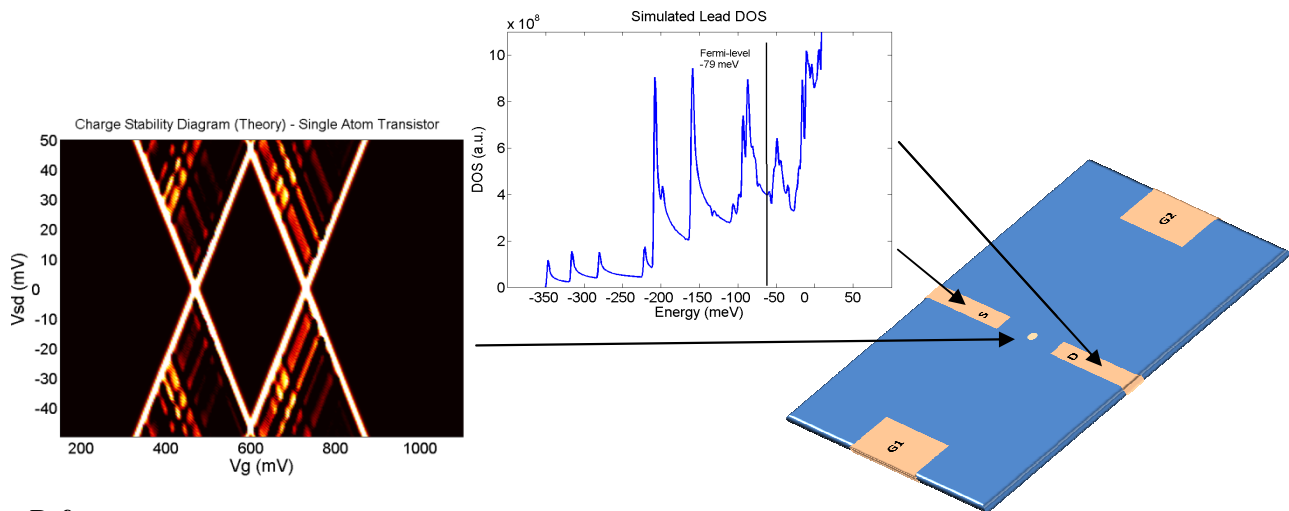 Charge Stability Diagram (Theory) - Single Atom Transistor
50
40
30
20
10
0
-10
-20
-30
-40
Vsd (mV)
200 400 600 800 1000
Vg (mV)
Simulated Lead DOS
x 10⁸
10
8
6
4
2
0
DOS (a.u.)
Fermi-level
-79 meV
-350 -300 -250 -200 -150 -100 -50 0 50
Energy (meV)
G2
S
D
G1